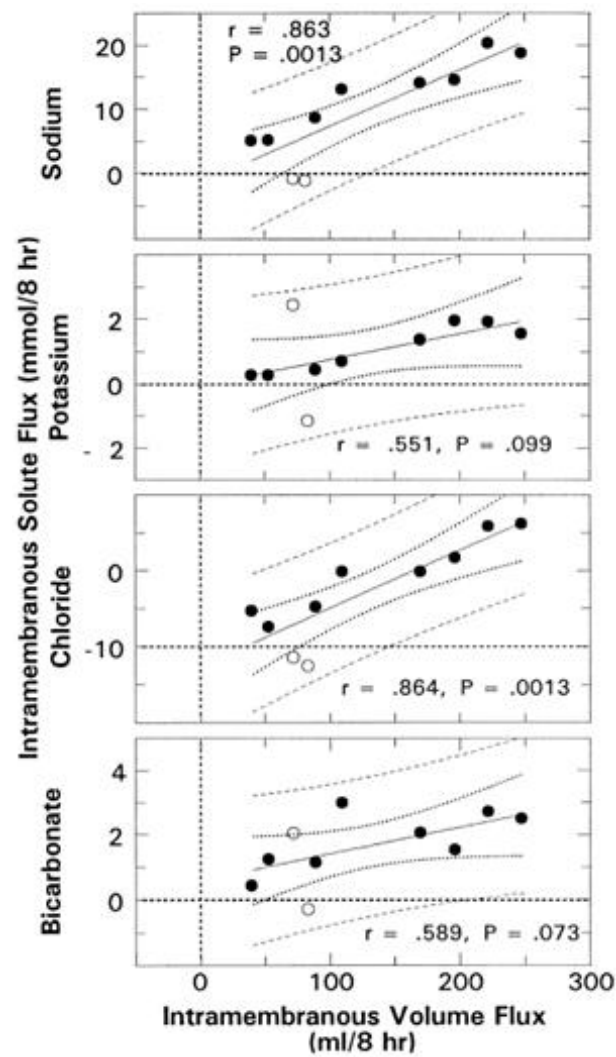 Intramembranous Solute Flux (mmol/8 hr)
Sodium
20
10
0
r = .863
P = .0013
Potassium
2
0
- 2
r = .551, P = .099
Chloride
0
-10
r = .864, P = .0013
Bicarbonate
4
2
0
r = .589, P = .073
0 100 200 300
Intramembranous Volume Flux
(ml/8 hr)